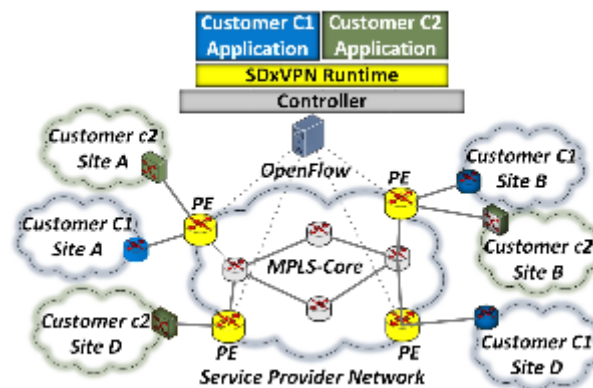 Customer C1
Application
Customer C2
Application
SDxVPN Runtime
Controller
Customer c2
Site A
OpenFlow
PE
Customer C1
Site B
PE
Customer C1
Site A
MPLS-Core
Customer c2
Site B
Customer c2
Site D
PE
PE
Customer C1
Site D
Service Provider Network